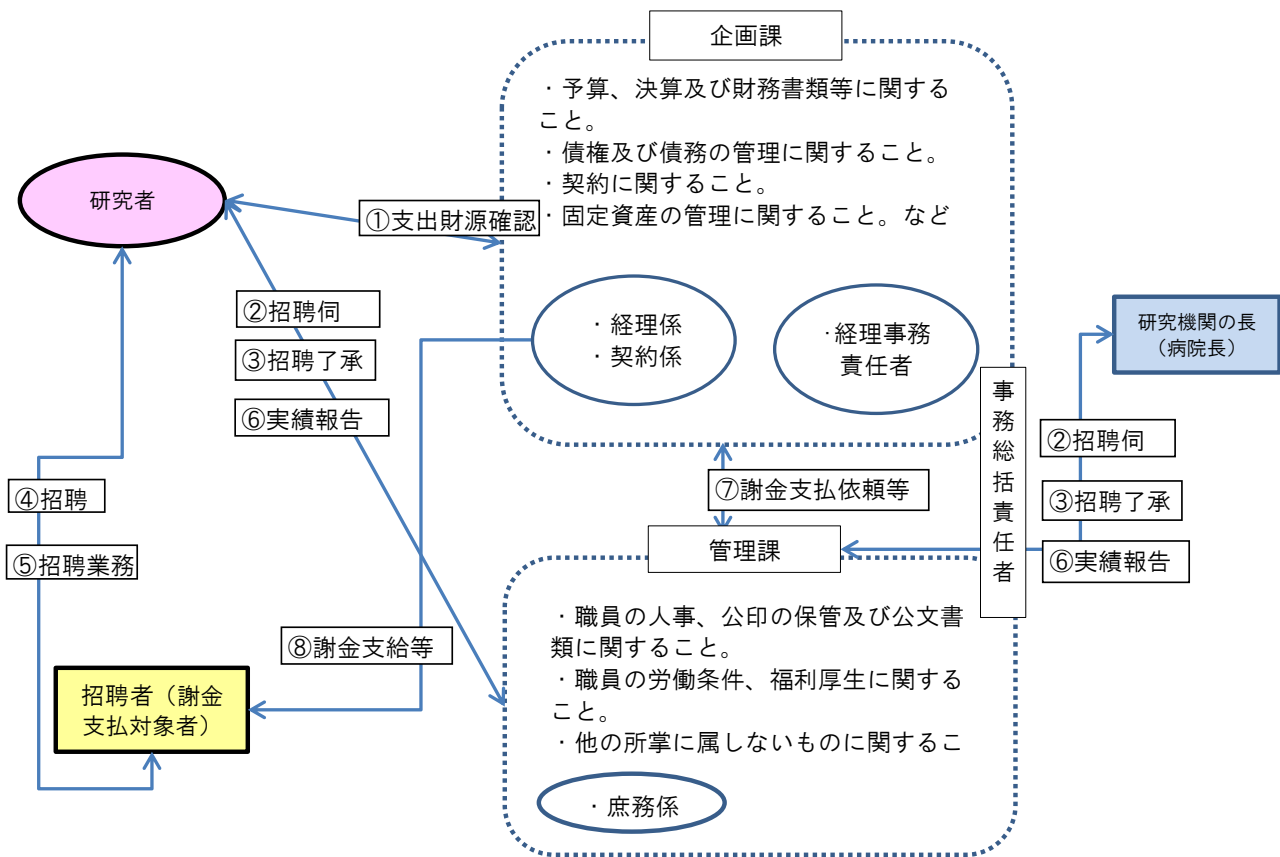 企画課
・予算、決算及び財務書類等に関する
こと。
・債権及び債務の管理に関すること。
・契約に関すること。
・固定資産の管理に関すること。など
研究者
①支出財源確認
②招聘伺
③招聘了承
⑥実績報告
・経理係
・契約係
・経理事務
責任者
研究機関の長
（病院長）
事務総括責任者
②招聘伺
③招聘了承
⑥実績報告
④招聘
⑤招聘業務
⑦謝金支払依頼等
管理課
・職員の人事、公印の保管及び公文書
類に関すること。
・職員の労働条件、福利厚生に関する
こと。
・他の所掌に属しないものに関するこ
・庶務係
⑧謝金支給等
招聘者（謝金
支払対象者）